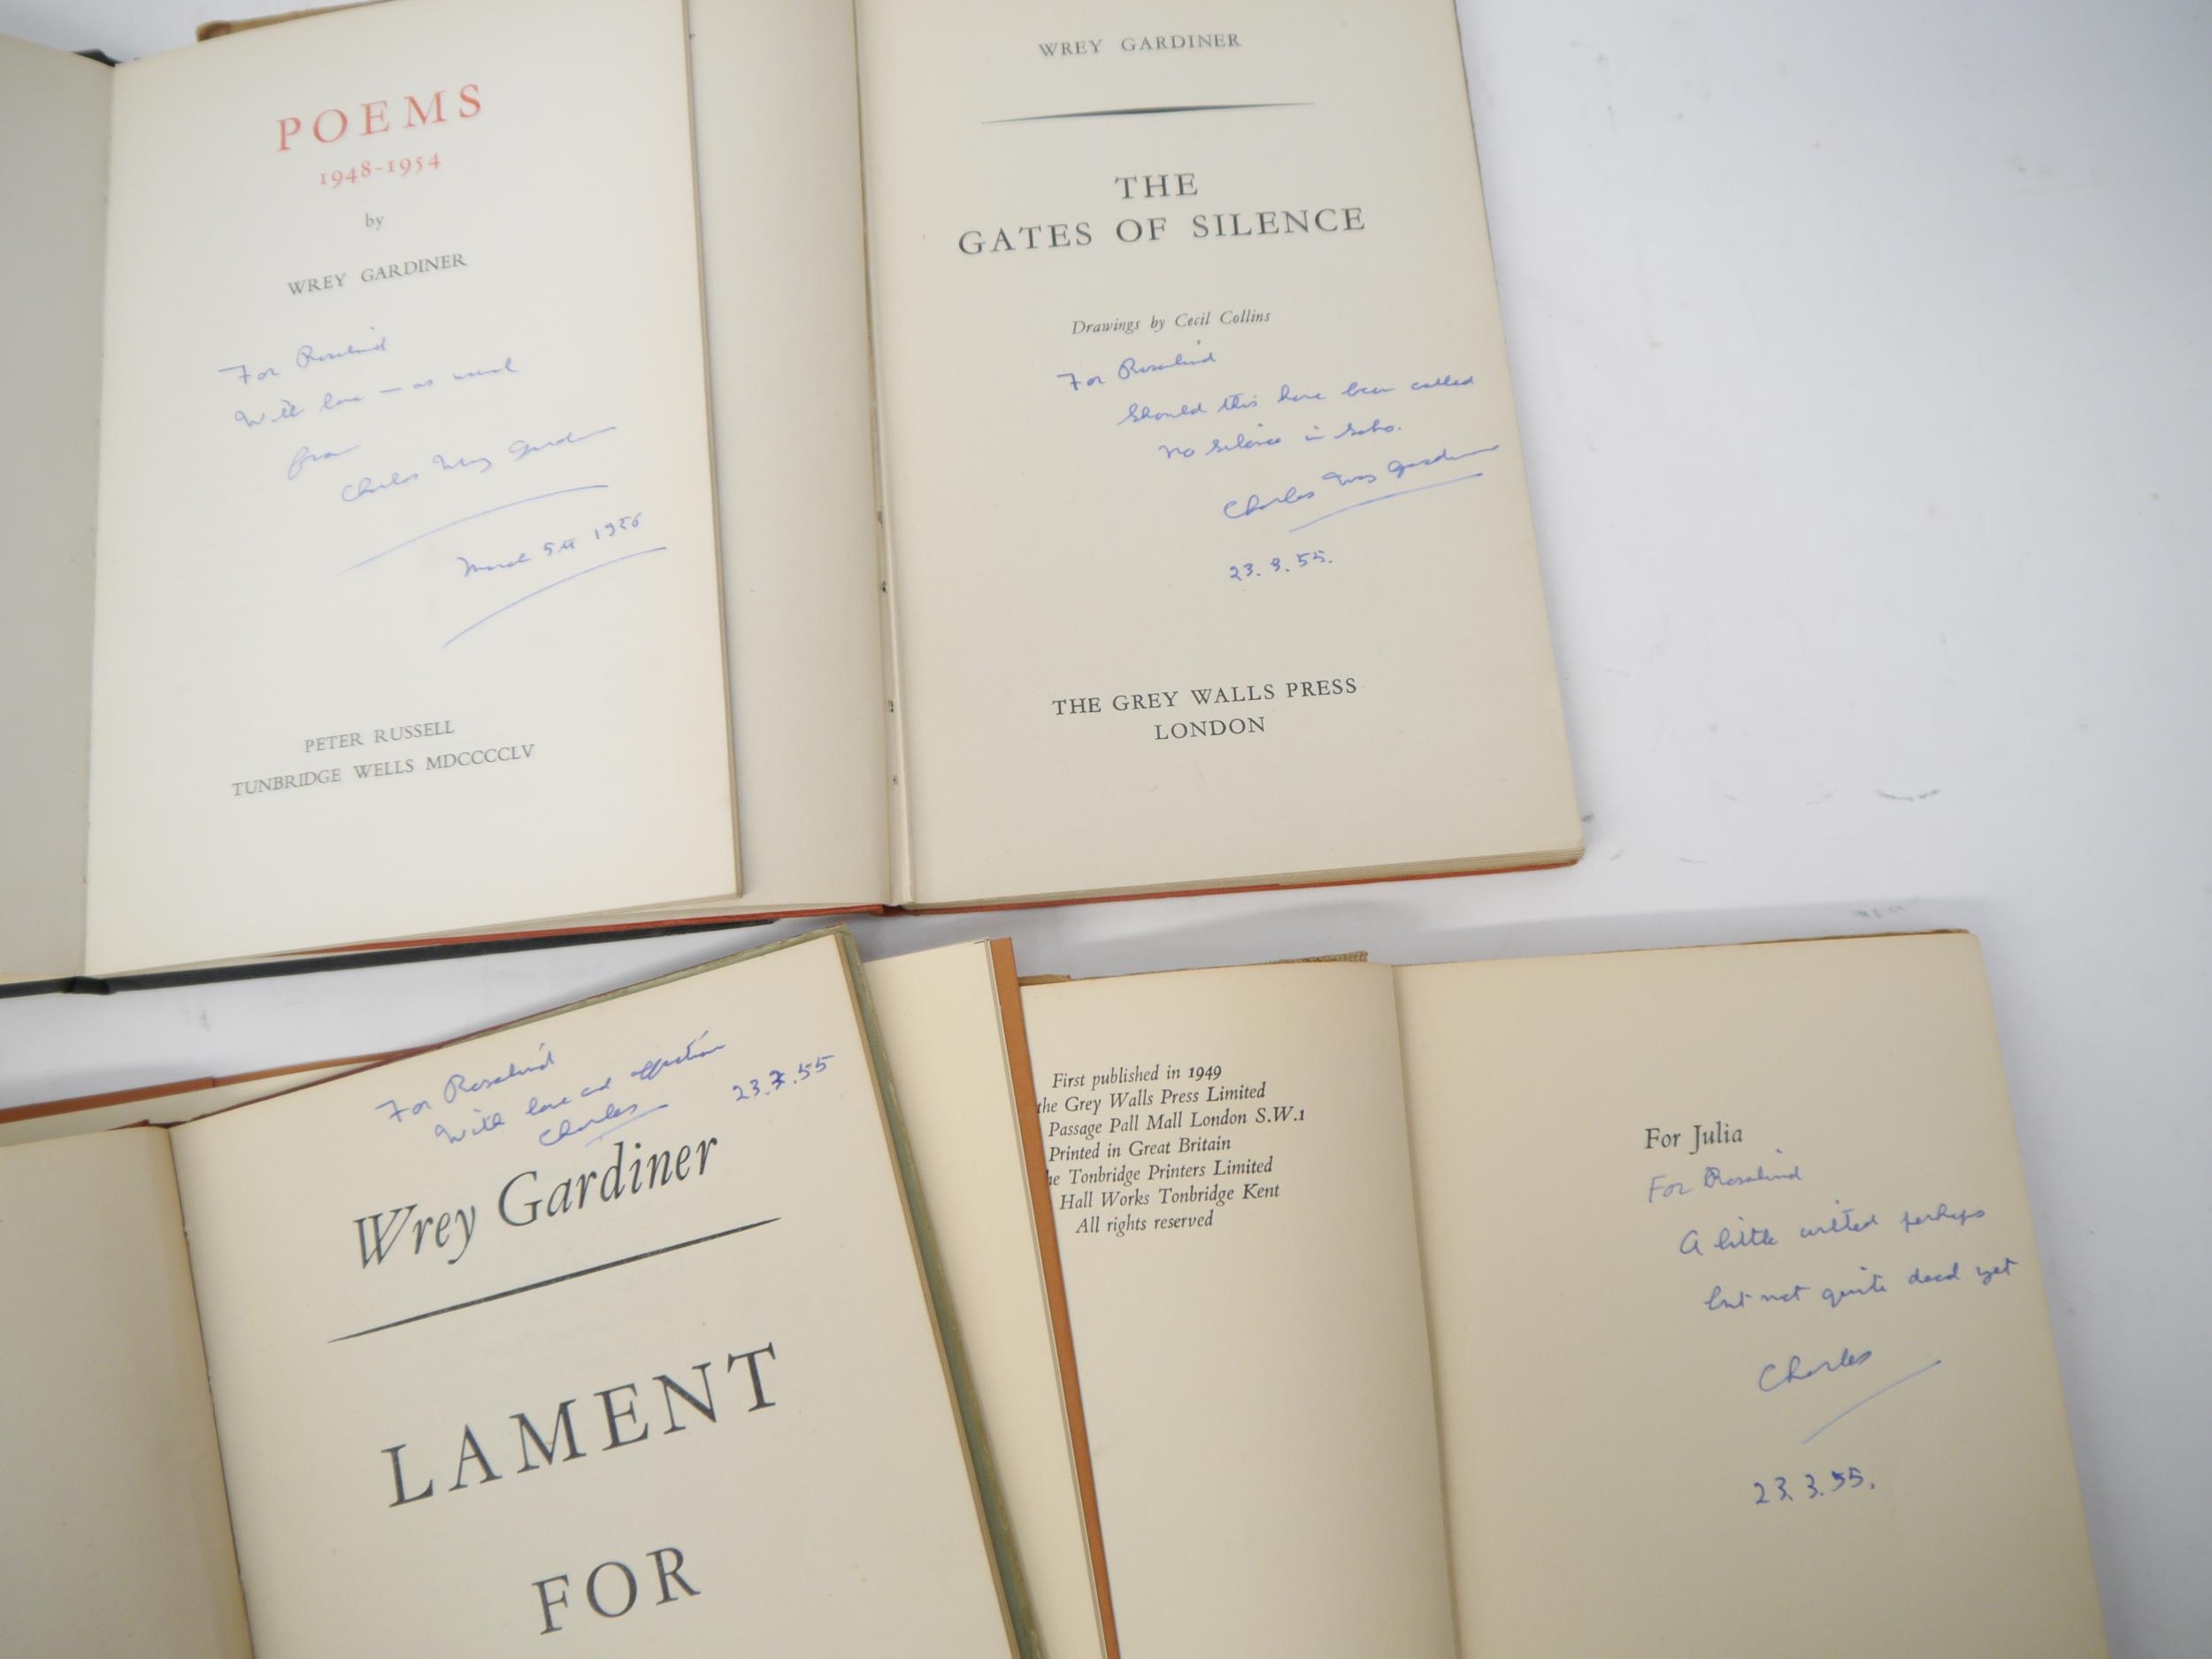 POEMS
1948-1954
by
WREY GARDINER
For Rosalind
With love — as usual
from
Charles Wrey Gardiner
March 5th 1956
PETER RUSSELL
TUNBRIDGE WELLS MDCCCCLV
WREY GARDINER
THE
GATES OF SILENCE
Drawings by Cecil Collins
For Rosalind
Should this have been called
No Silence in Soho.
Charles Wrey Gardiner
23. 3. 55.
THE GREY WALLS PRESS
LONDON
For Rosalind
With love and affection
Charles
23.3.55
Wrey Gardiner
LAMENT
FOR
First published in 1949
the Grey Walls Press Limited
Passage Pall Mall London S.W.1
Printed in Great Britain
Tonbridge Printers Limited
Hall Works Tonbridge Kent
All rights reserved
For Julia
For Rosalind
A little wilted perhaps
but not quite dead yet
Charles
23. 3. 55.